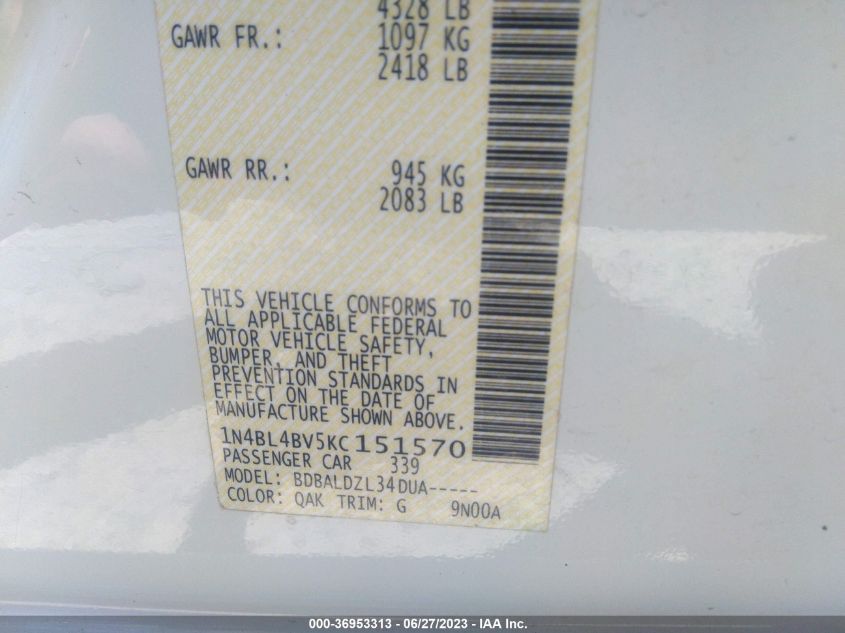 4328 LB
GAWR FR.: 1097 KG
2418 LB
GAWR RR.: 945 KG
2083 LB
THIS VEHICLE CONFORMS TO
ALL APPLICABLE FEDERAL
MOTOR VEHICLE SAFETY,
BUMPER, AND THEFT
PREVENTION STANDARDS IN
EFFECT ON THE DATE OF
MANUFACTURE SHOWN ABOVE.
1N4BL4BV5KC151570
PASSENGER CAR 339
MODEL: BDBALDZL34DUA-----
COLOR: QAK TRIM: G 9N00A
000-36953313 - 06/27/2023 - IAA Inc.